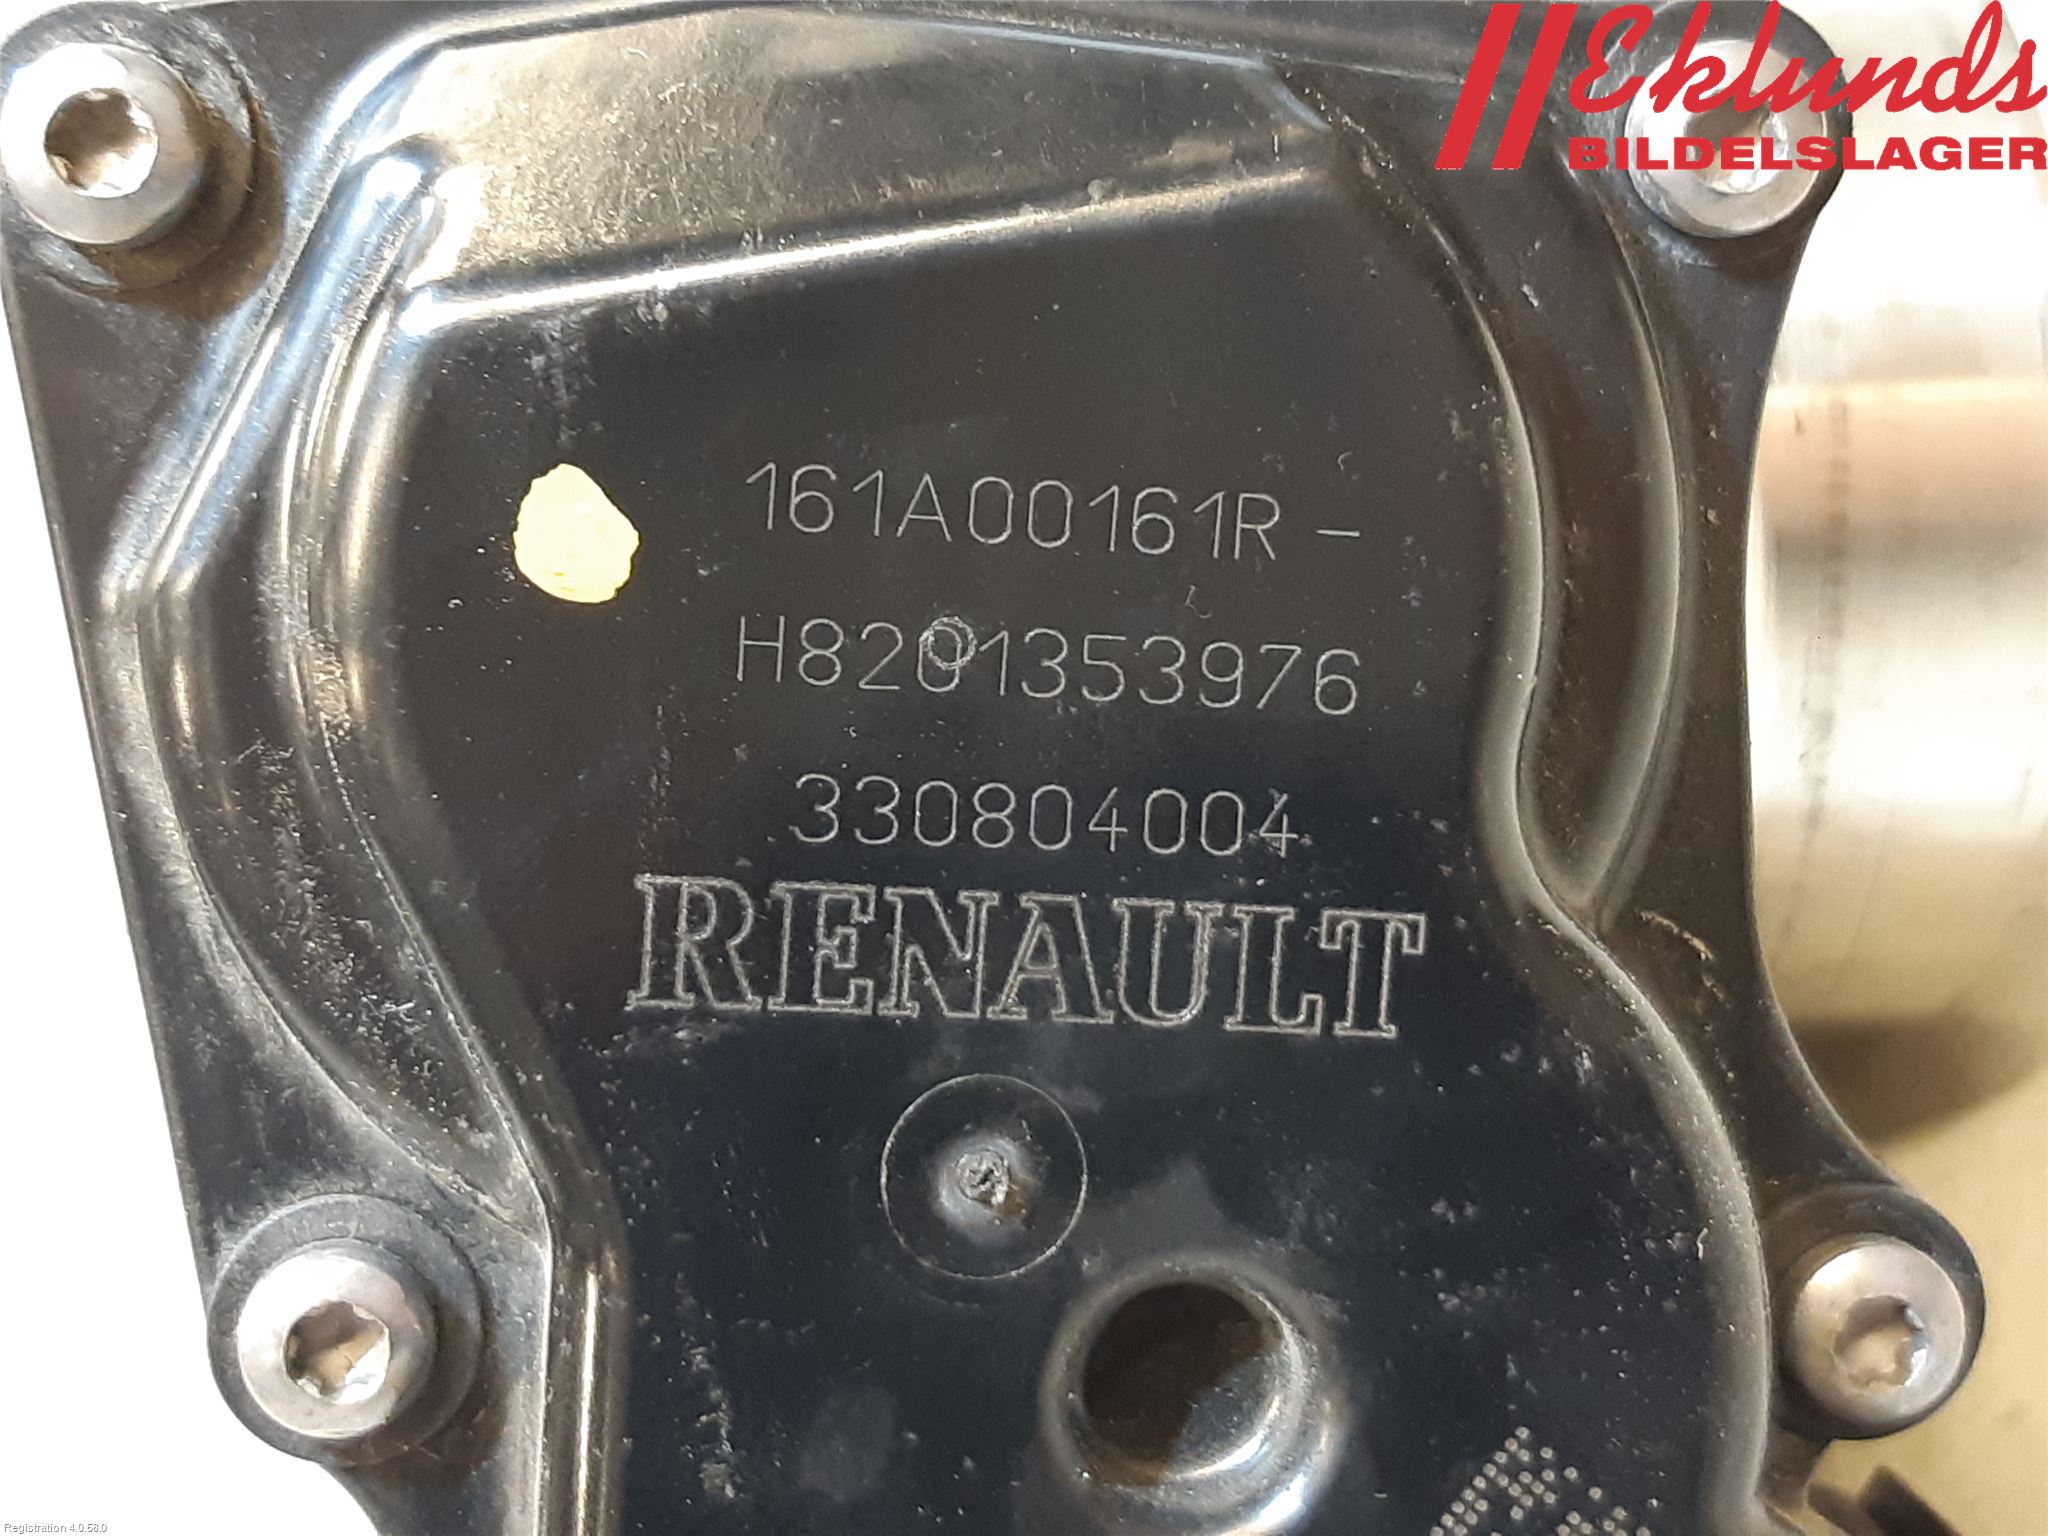 Eklunds
BILDELSLAGER
161A00161R -
H8201353976
330804004
RENAULT
Registration 4.0.58.0